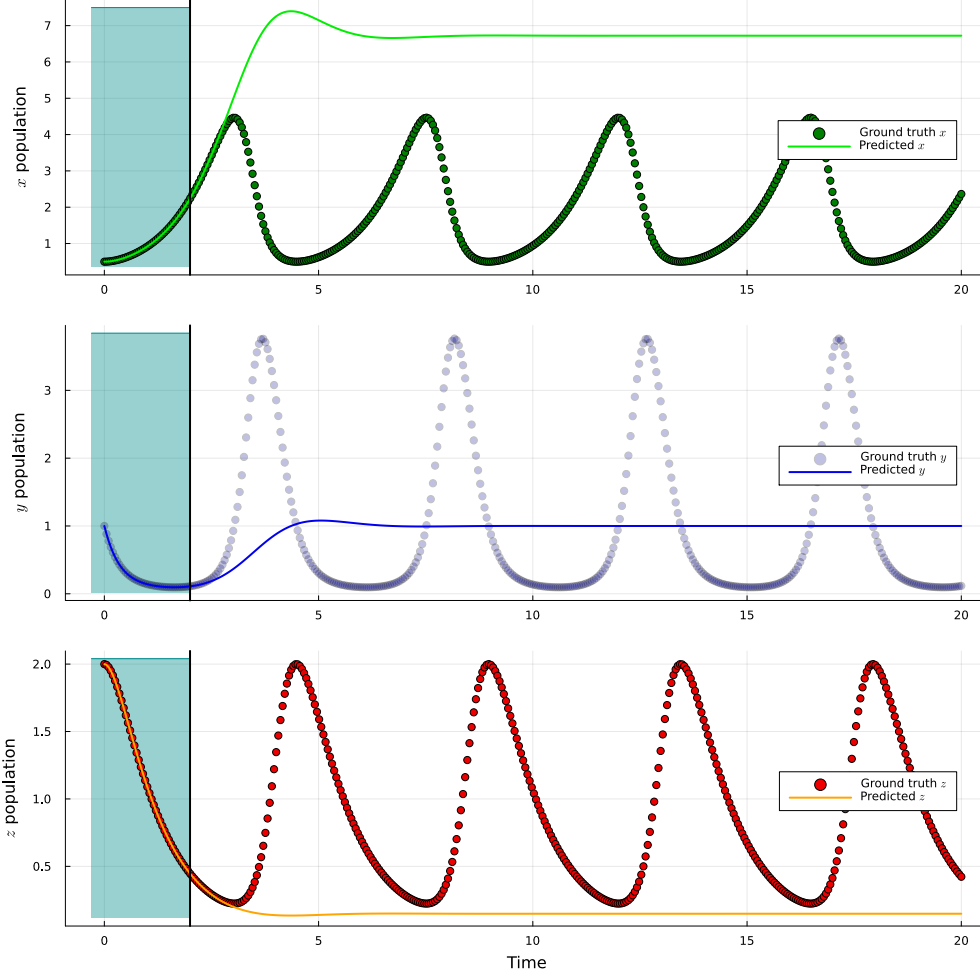 7
6
5
4
3
2
1
x population
Ground truth x
Predicted x
0 5 10 15 20
3
2
1
0
y population
Ground truth y
Predicted y
0 5 10 15 20
2.0
1.5
1.0
0.5
z population
Ground truth z
Predicted z
0 5 10 15 20
Time